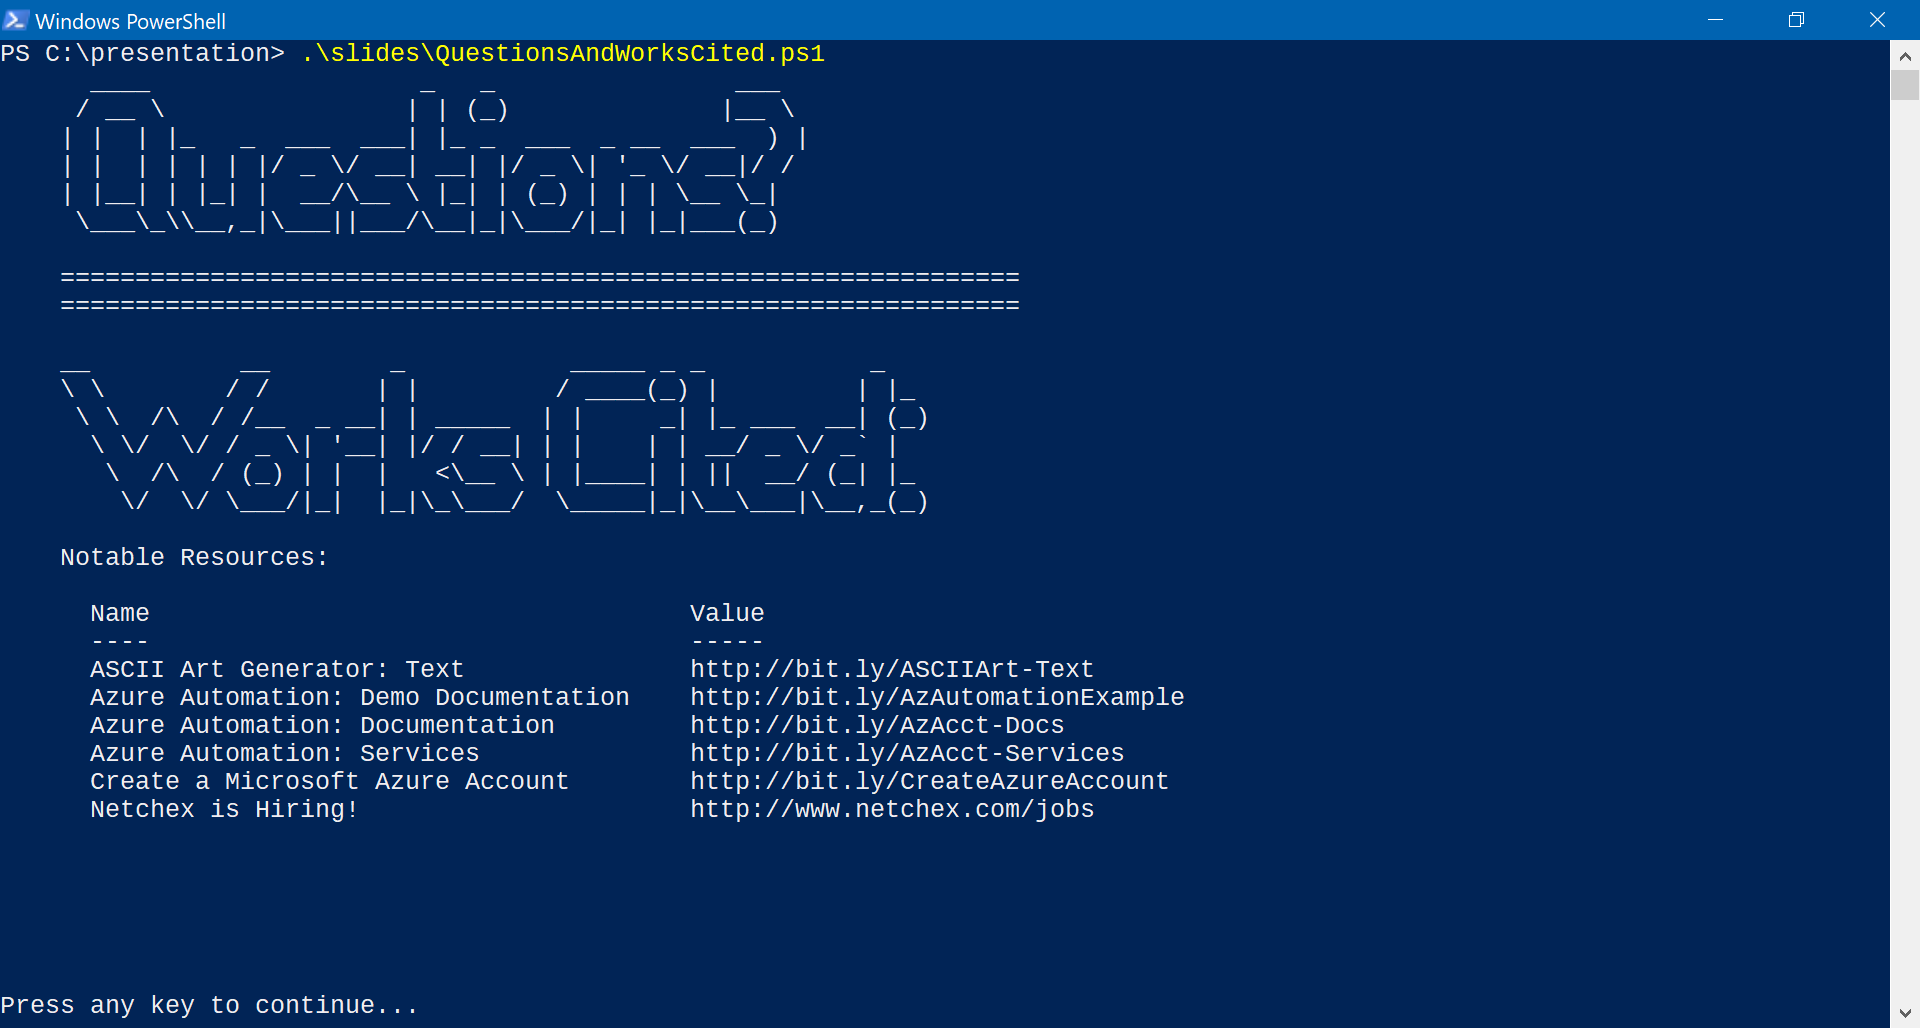 Windows PowerShell
PS C:\presentation> .\slides\QuestionsAndWorksCited.ps1
Questions?
================================================================
================================================================
Works Cited:
Notable Resources:
Name Value
---- -----
ASCII Art Generator: Text http://bit.ly/ASCIIArt-Text
Azure Automation: Demo Documentation http://bit.ly/AzAutomationExample
Azure Automation: Documentation http://bit.ly/AzAcct-Docs
Azure Automation: Services http://bit.ly/AzAcct-Services
Create a Microsoft Azure Account http://bit.ly/CreateAzureAccount
Netchex is Hiring! http://www.netchex.com/jobs
Press any key to continue...